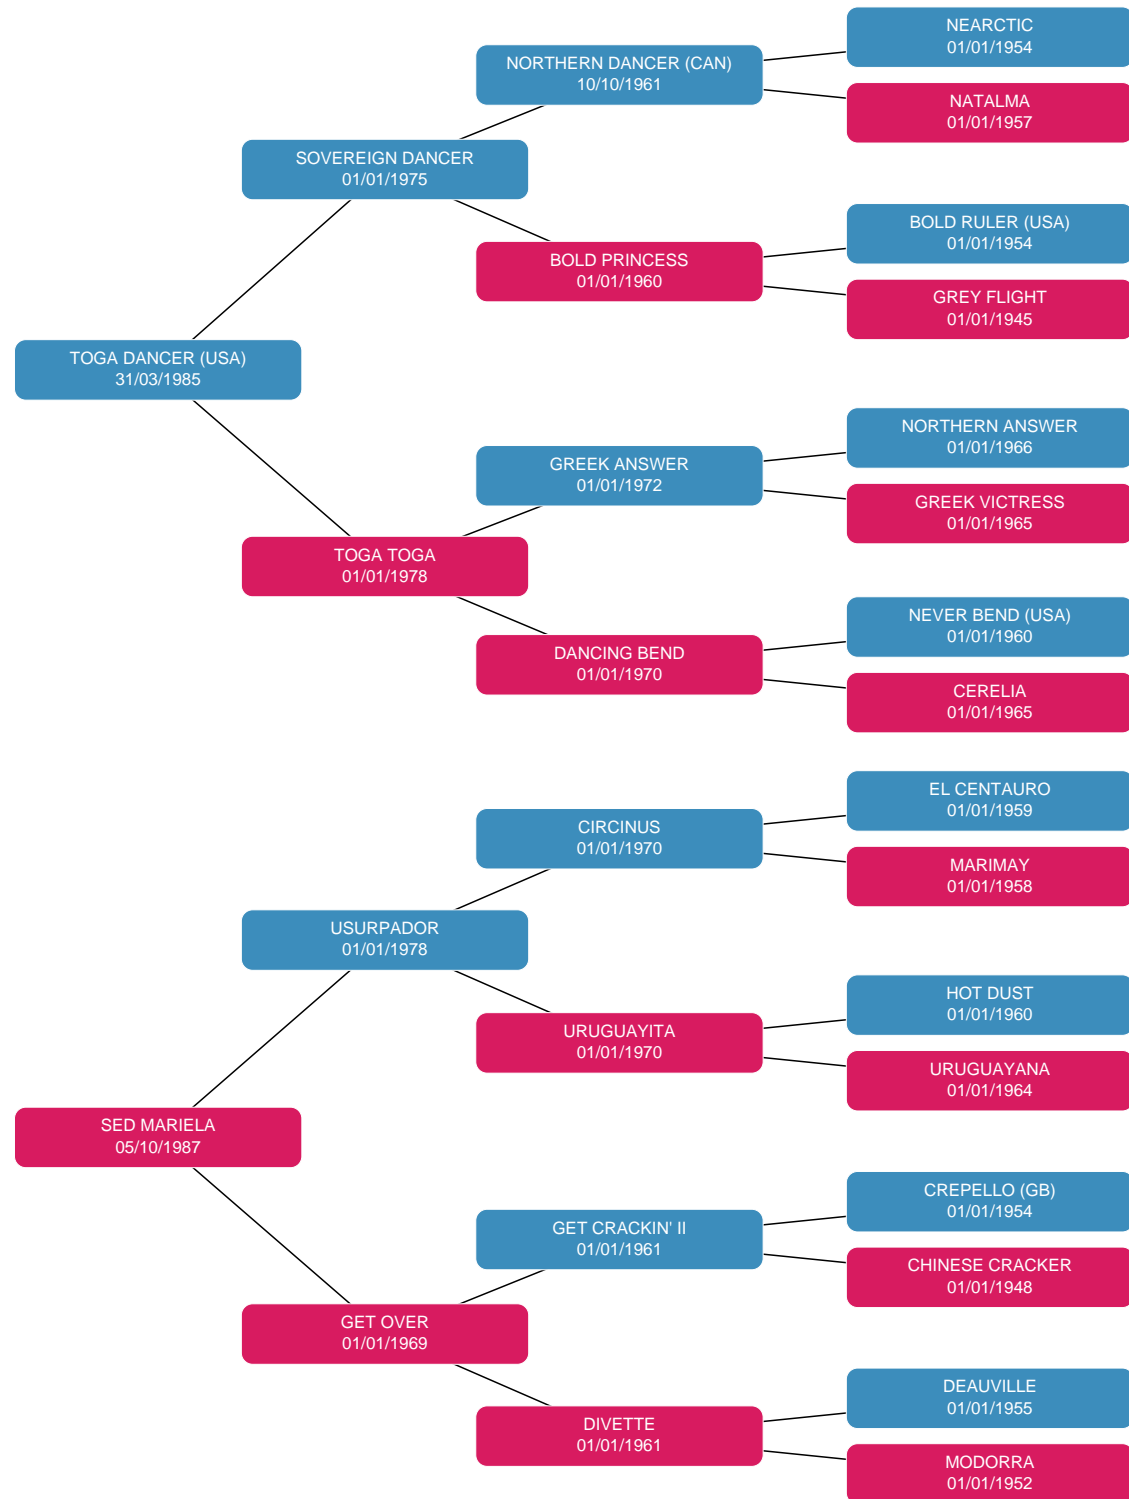 NEARCTIC
01/01/1954
NORTHERN DANCER (CAN)
10/10/1961
NATALMA
01/01/1957
SOVEREIGN DANCER
01/01/1975
BOLD RULER (USA)
01/01/1954
BOLD PRINCESS
01/01/1960
GREY FLIGHT
01/01/1945
TOGA DANCER (USA)
31/03/1985
NORTHERN ANSWER
01/01/1966
GREEK ANSWER
01/01/1972
GREEK VICTRESS
01/01/1965
TOGA TOGA
01/01/1978
NEVER BEND (USA)
01/01/1960
DANCING BEND
01/01/1970
CERELIA
01/01/1965
EL CENTAURO
01/01/1959
CIRCINUS
01/01/1970
MARIMAY
01/01/1958
USURPADOR
01/01/1978
HOT DUST
01/01/1960
URUGUAYITA
01/01/1970
URUGUAYANA
01/01/1964
SED MARIELA
05/10/1987
CREPELLO (GB)
01/01/1954
GET CRACKIN' II
01/01/1961
CHINESE CRACKER
01/01/1948
GET OVER
01/01/1969
DEAUVILLE
01/01/1955
DIVETTE
01/01/1961
MODORRA
01/01/1952